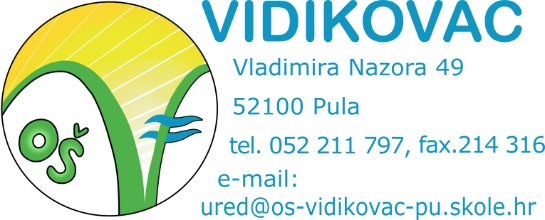 VIDIKOVAC
Vladimira Nazora 49
52100 Pula
OŠ
tel. 052 211 797, fax.214 316
e-mail:
ured@os-vidikovac-pu.skole.hr